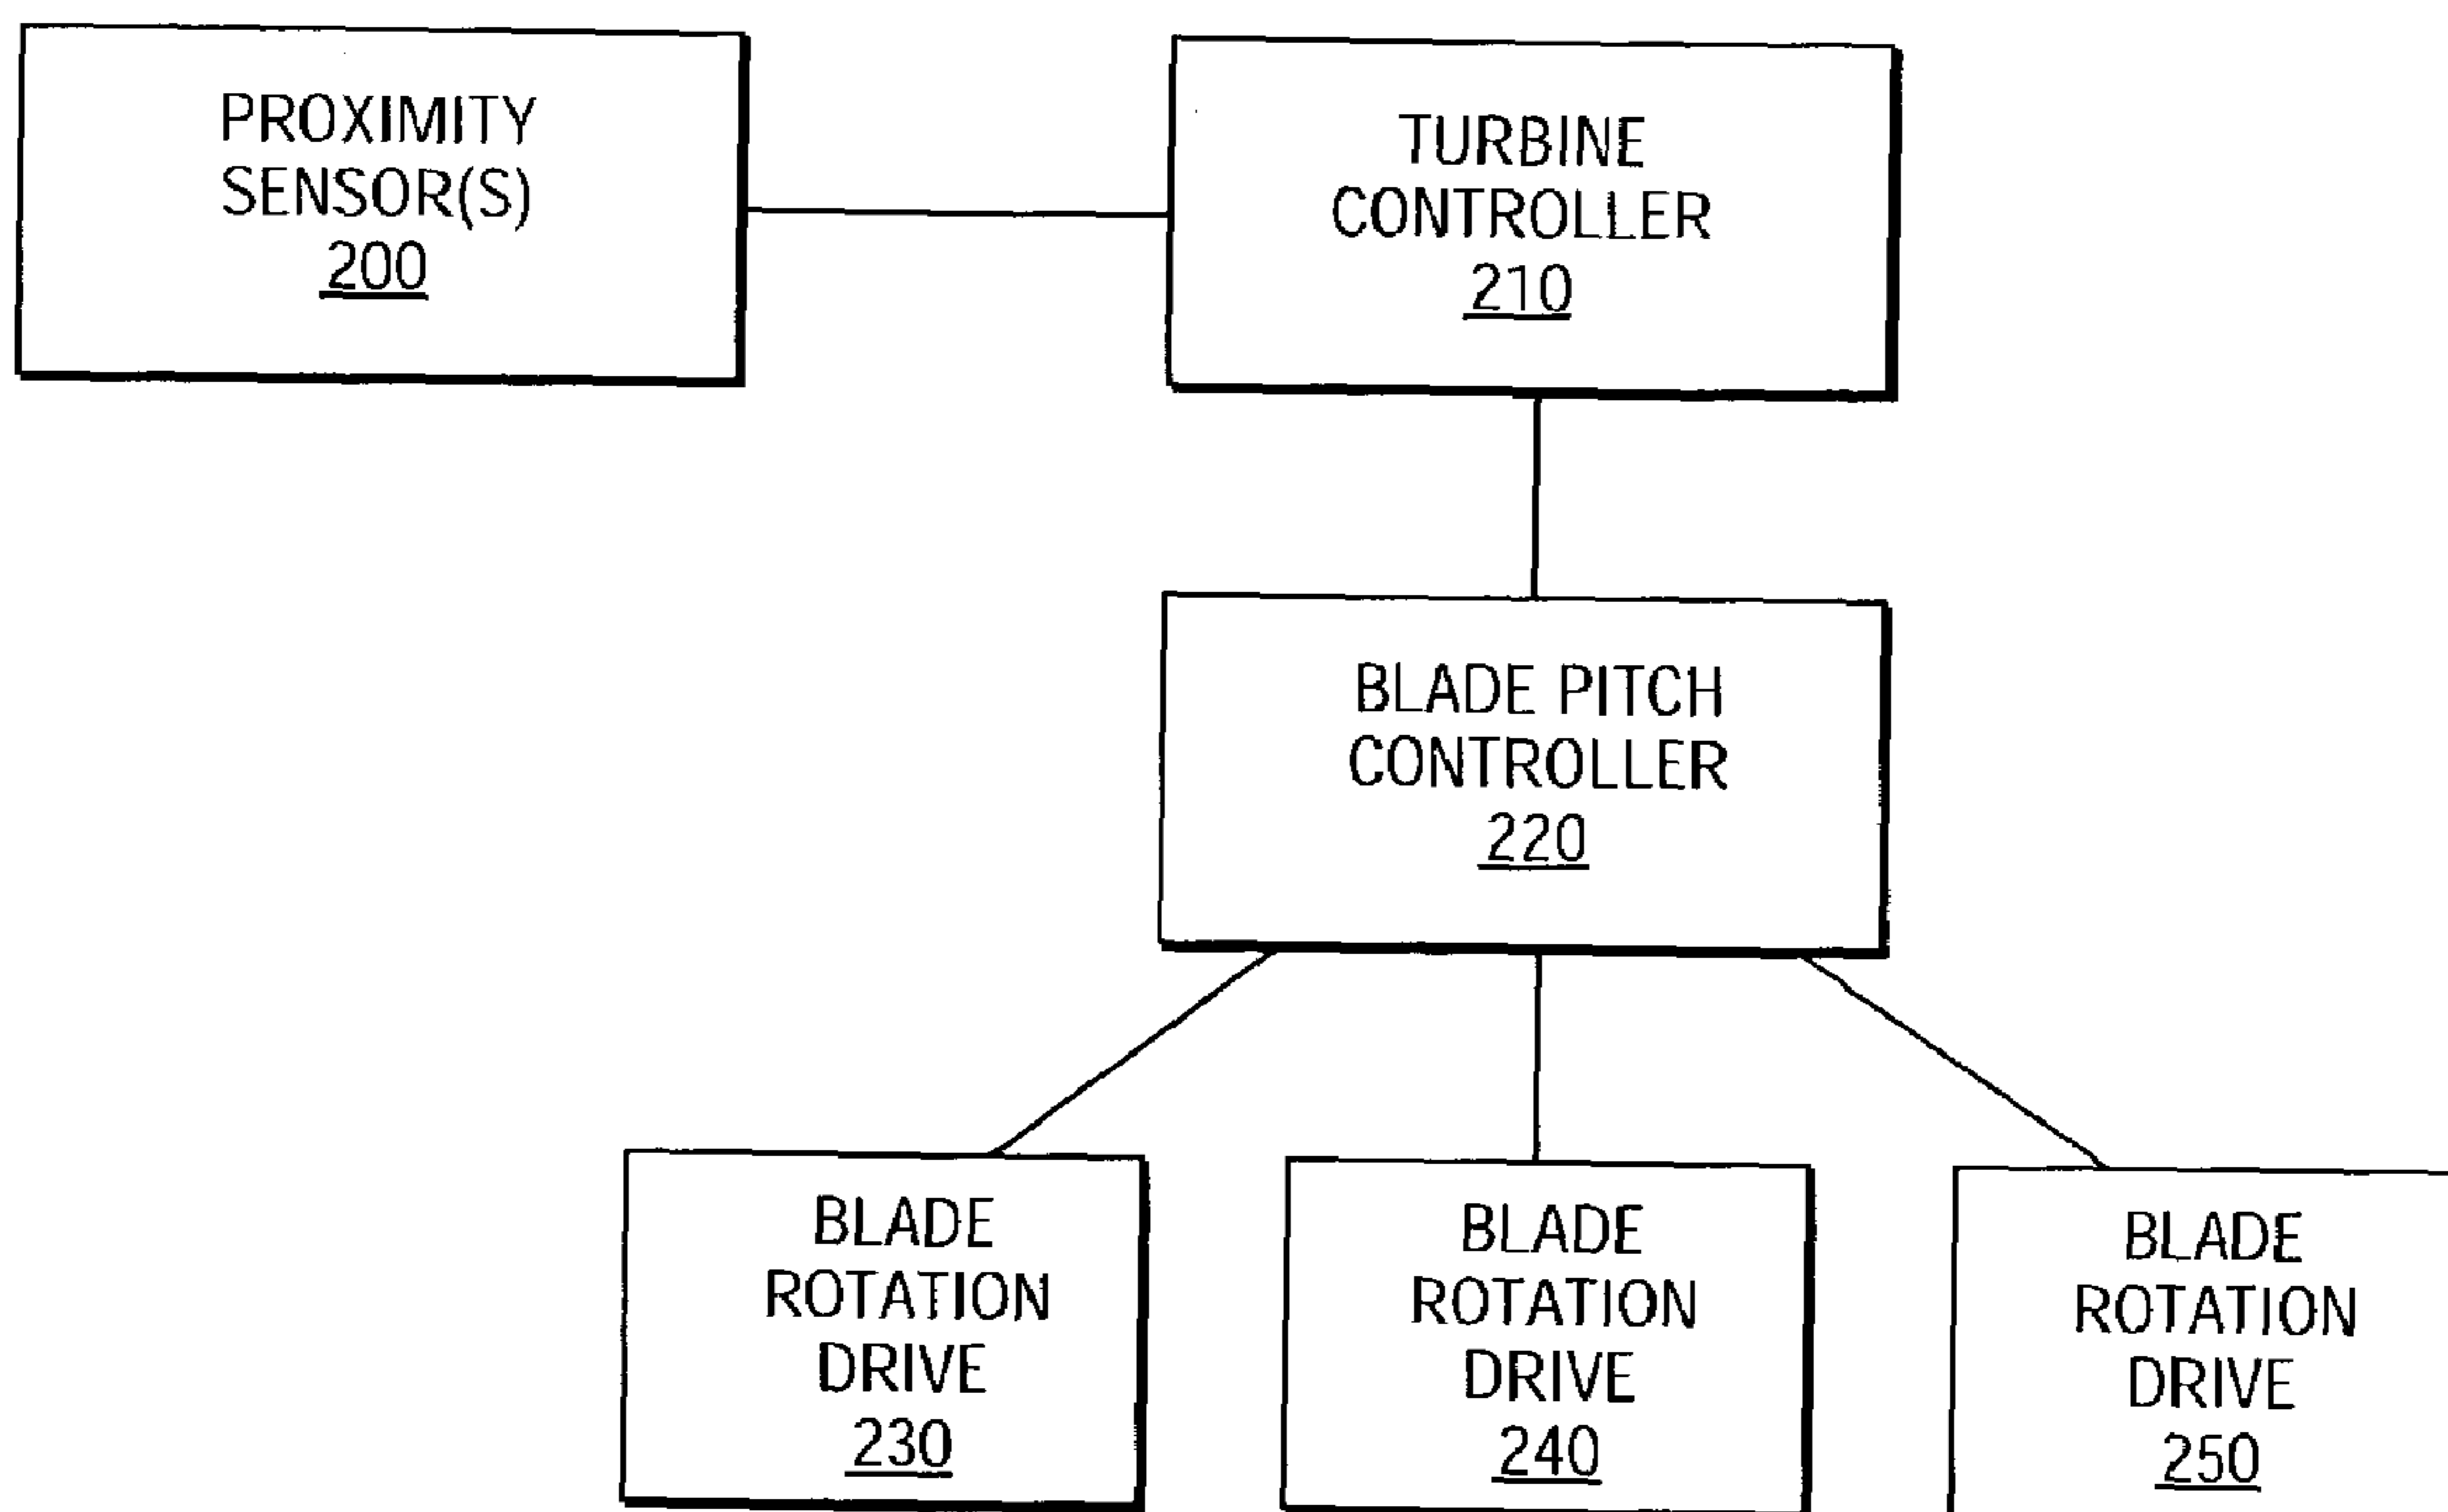 PROXIMITY
SENSOR(S)
200
TURBINE
CONTROLLER
210
BLADE PITCH
CONTROLLER
220
BLADE
ROTATION
DRIVE
230
BLADE
ROTATION
DRIVE
240
BLADE
ROTATION
DRIVE
250